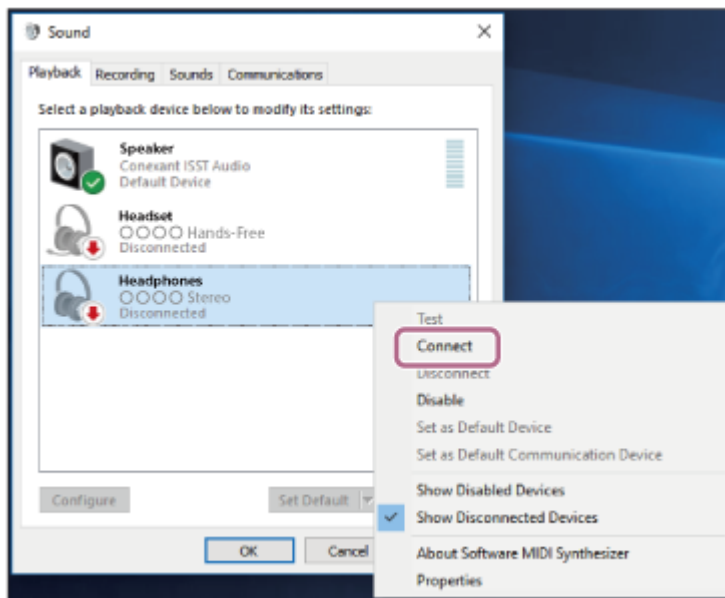 Sound
Playback Recording Sounds Communications
Select a playback device below to modify its settings:
Speaker
Conexant ISST Audio
Default Device
Headset
○○○○ Hands-Free
Disconnected
Headphones
○○○○ Stereo
Disconnected
Test
Connect
Disconnect
Disable
Set as Default Device
Set as Default Communication Device
Show Disabled Devices
Show Disconnected Devices
About Software MIDI Synthesizer
Properties
Configure
Set Default
OK
Cancel